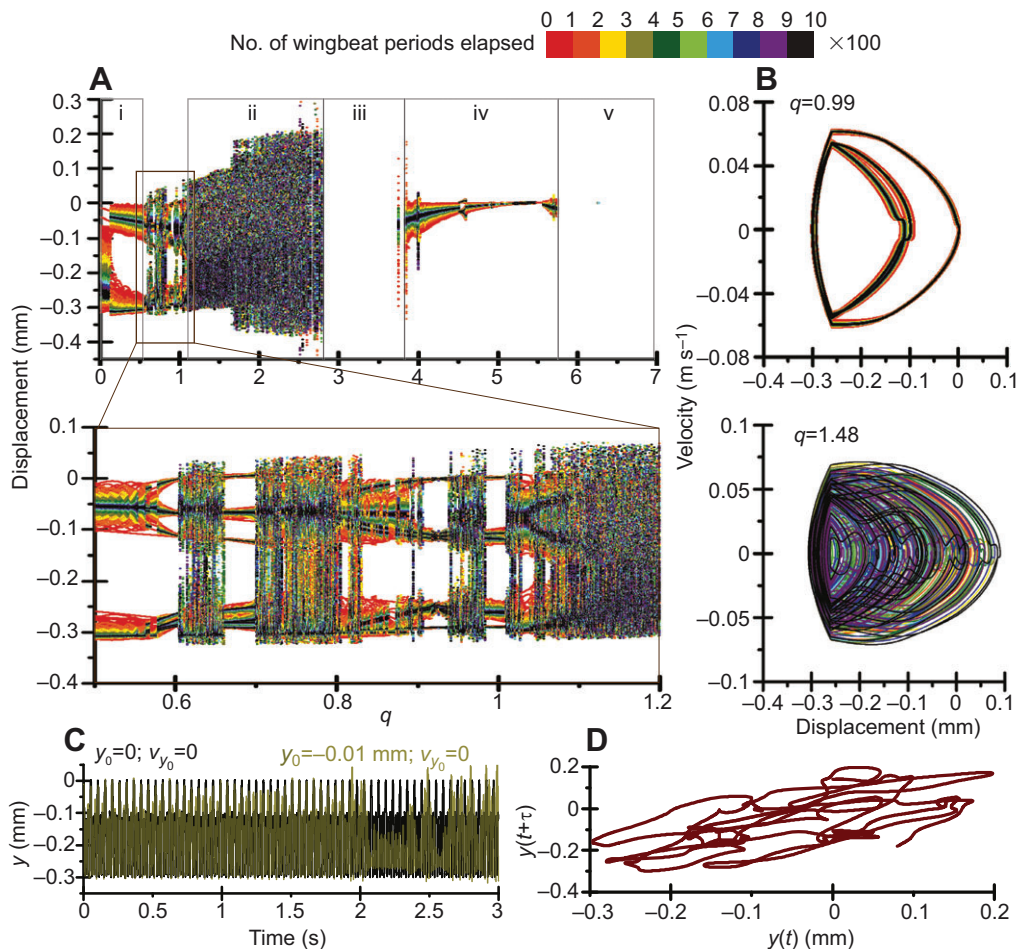 0 1 2 3 4 5 6 7 8 9 10
No. of wingbeat periods elapsed ×100
A
i ii iii iv v
0.3
0.2
0.1
0
–0.1
–0.2
–0.3
–0.4
0 1 2 3 4 5 6 7
Displacement (mm)
0.1
0
–0.1
–0.2
–0.3
–0.4
0.6 0.8 1 1.2
q
B
q=0.99
0.08
0.04
0
–0.04
–0.08
–0.4 –0.3 –0.2 –0.1 0 0.1
Velocity (m s⁻¹)
q=1.48
0.1
0.05
0
–0.05
–0.1
–0.4 –0.3 –0.2 –0.1 0 0.1
Displacement (mm)
C
y₀=0; v_y₀=0 y₀=–0.01 mm; v_y₀=0
0
–0.1
–0.2
–0.3
y (mm)
0 0.5 1 1.5 2 2.5 3
Time (s)
D
0.2
0
–0.2
–0.4
y(t+τ)
–0.3 –0.2 –0.1 0 0.1 0.2
y(t) (mm)